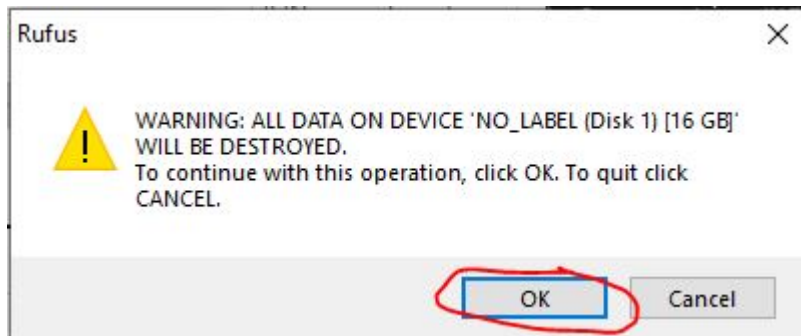 Rufus
WARNING: ALL DATA ON DEVICE 'NO_LABEL (Disk 1) [16 GB]'
WILL BE DESTROYED.
To continue with this operation, click OK. To quit click
CANCEL.
OK Cancel